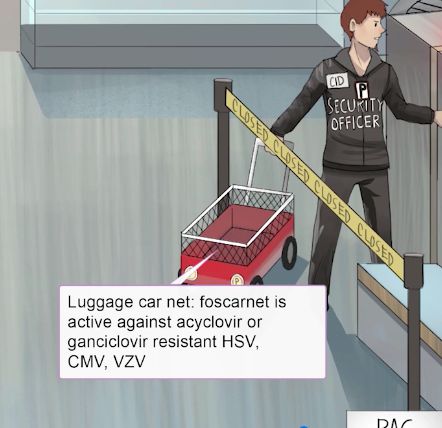 CID
P
SECURITY
OFFICER
CLOSED CLOSED CLOSED CLOSED CLOSED
P
Luggage car net: foscarnet is
active against acyclovir or
ganciclovir resistant HSV,
CMV, VZV